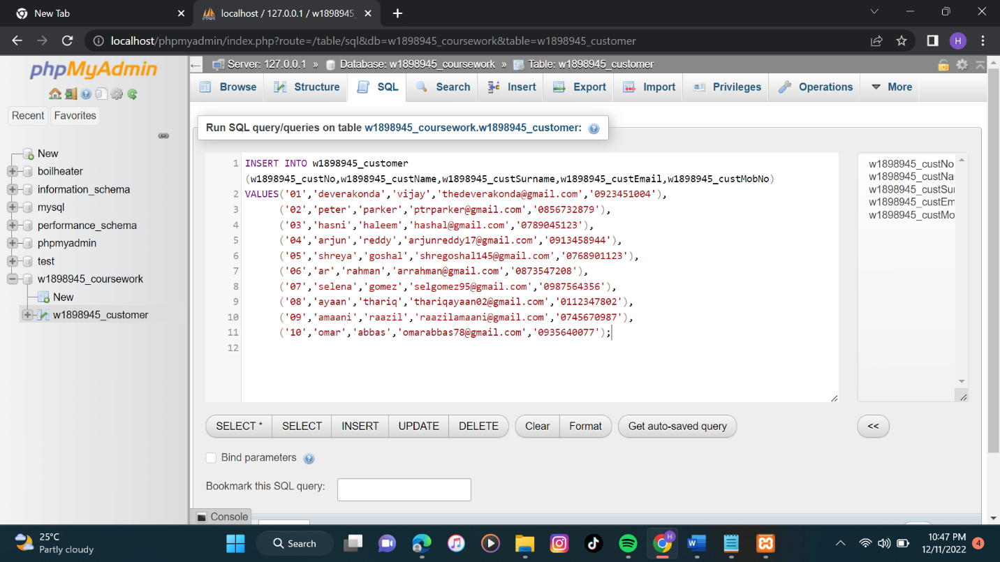 New Tab
localhost / 127.0.0.1 / w1898945_
localhost/phpmyadmin/index.php?route=/table/sql&db=w1898945_coursework&table=w1898945_customer
H
phpMyAdmin
Recent
Favorites
New
boilheater
information_schema
mysql
performance_schema
phpmyadmin
test
w1898945_coursework
New
w1898945_customer
Server: 127.0.0.1 » Database: w1898945_coursework » Table: w1898945_customer
Browse
Structure
SQL
Search
Insert
Export
Import
Privileges
Operations
More
Run SQL query/queries on table w1898945_coursework.w1898945_customer:
1 INSERT INTO w1898945_customer
(w1898945_custNo,w1898945_custName,w1898945_custSurname,w1898945_custEmail,w1898945_custMobNo)
2 VALUES('01','deverakonda','vijay','thedeverakonda@gmail.com','0923451004'),
3 ('02','peter','parker','ptrparker@gmail.com','0856732879'),
4 ('03','hasni','haleem','hashal@gmail.com','0789045123'),
5 ('04','arjun','reddy','arjunreddy17@gmail.com','0913458944'),
6 ('05','shreya','goshal','shregoshal145@gmail.com','0768901123'),
7 ('06','ar','rahman','arrahman@gmail.com','0873547208'),
8 ('07','selena','gomez','selgomez95@gmail.com','0987564356'),
9 ('08','ayaan','thariq','thariqayaan02@gmail.com','0112347802'),
10 ('09','amaani','raazil','raazilamaani@gmail.com','0745670987'),
11 ('10','omar','abbas','omarabbas78@gmail.com','0935640077');
12
w1898945_custNo
w1898945_custNa
w1898945_custSu
w1898945_custEm
w1898945_custMo
SELECT *
SELECT
INSERT
UPDATE
DELETE
Clear
Format
Get auto-saved query
<<
Bind parameters
Bookmark this SQL query:
Console
25°C
Partly cloudy
Search
H
W
10:47 PM
12/11/2022
4